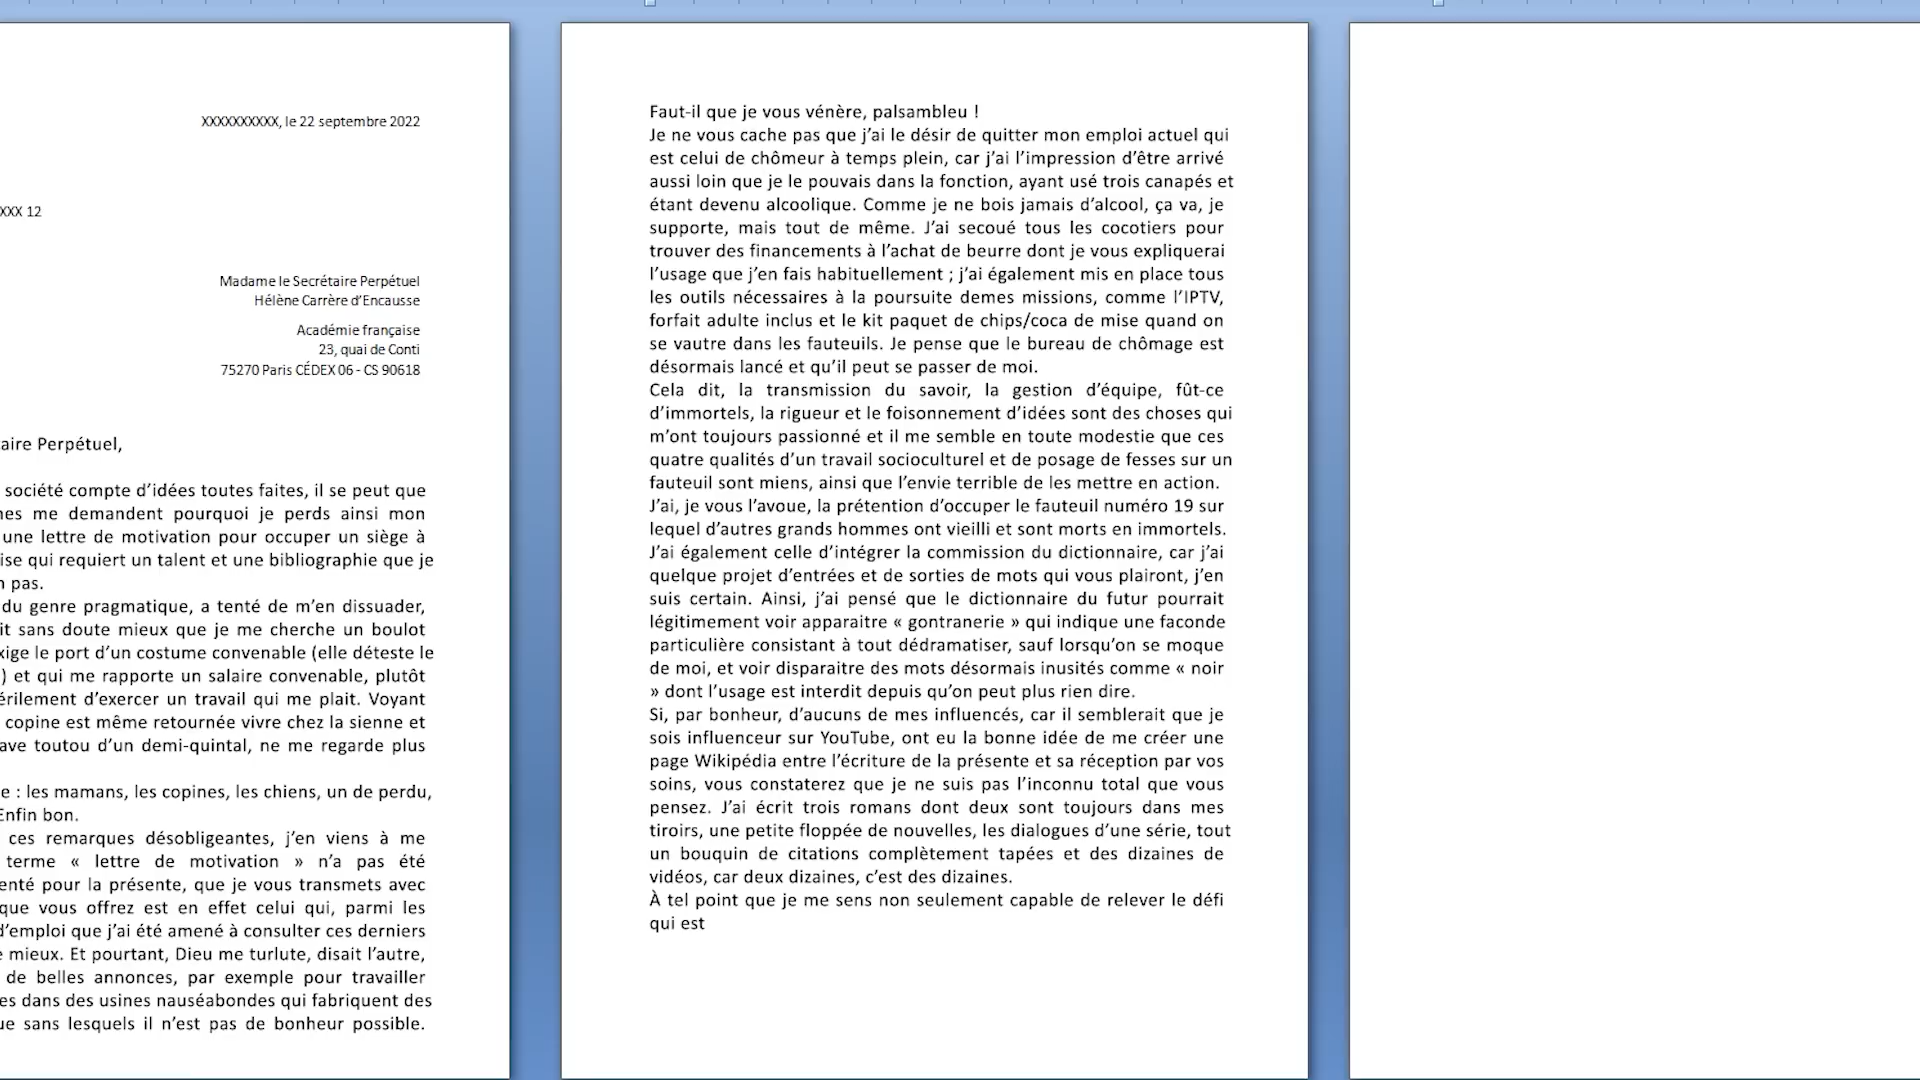 XXXXXXXXXX, le 22 septembre 2022
XXX 12
Madame le Secrétaire Perpétuel
Hélène Carrère d’Encausse
Académie française
23, quai de Conti
75270 Paris CÉDEX 06 - CS 90618
aire Perpétuel,
société compte d’idées toutes faites, il se peut que
nes me demandent pourquoi je perds ainsi mon
une lettre de motivation pour occuper un siège à
ise qui requiert un talent et une bibliographie que je
n pas.
du genre pragmatique, a tenté de m’en dissuader,
it sans doute mieux que je me cherche un boulot
xige le port d’un costume convenable (elle déteste le
) et qui me rapporte un salaire convenable, plutôt
érilement d’exercer un travail qui me plait. Voyant
copine est même retournée vivre chez la sienne et
ave toutou d’un demi-quintal, ne me regarde plus
e : les mamans, les copines, les chiens, un de perdu,
Enfin bon.
ces remarques désobligeantes, j’en viens à me
terme « lettre de motivation » n’a pas été
enté pour la présente, que je vous transmets avec
que vous offrez est en effet celui qui, parmi les
d’emploi que j’ai été amené à consulter ces derniers
e mieux. Et pourtant, Dieu me turlute, disait l’autre,
de belles annonces, par exemple pour travailler
es dans des usines nauséabondes qui fabriquent des
ue sans lesquels il n’est pas de bonheur possible.
Faut-il que je vous vénère, palsambleu !
Je ne vous cache pas que j’ai le désir de quitter mon emploi actuel qui
est celui de chômeur à temps plein, car j’ai l’impression d’être arrivé
aussi loin que je le pouvais dans la fonction, ayant usé trois canapés et
étant devenu alcoolique. Comme je ne bois jamais d’alcool, ça va, je
supporte, mais tout de même. J’ai secoué tous les cocotiers pour
trouver des financements à l’achat de beurre dont je vous expliquerai
l’usage que j’en fais habituellement ; j’ai également mis en place tous
les outils nécessaires à la poursuite demes missions, comme l’IPTV,
forfait adulte inclus et le kit paquet de chips/coca de mise quand on
se vautre dans les fauteuils. Je pense que le bureau de chômage est
désormais lancé et qu’il peut se passer de moi.
Cela dit, la transmission du savoir, la gestion d’équipe, fût-ce
d’immortels, la rigueur et le foisonnement d’idées sont des choses qui
m’ont toujours passionné et il me semble en toute modestie que ces
quatre qualités d’un travail socioculturel et de posage de fesses sur un
fauteuil sont miens, ainsi que l’envie terrible de les mettre en action.
J’ai, je vous l’avoue, la prétention d’occuper le fauteuil numéro 19 sur
lequel d’autres grands hommes ont vieilli et sont morts en immortels.
J’ai également celle d’intégrer la commission du dictionnaire, car j’ai
quelque projet d’entrées et de sorties de mots qui vous plairont, j’en
suis certain. Ainsi, j’ai pensé que le dictionnaire du futur pourrait
légitimement voir apparaitre « gontranerie » qui indique une faconde
particulière consistant à tout dédramatiser, sauf lorsqu’on se moque
de moi, et voir disparaitre des mots désormais inusités comme « noir
» dont l’usage est interdit depuis qu’on peut plus rien dire.
Si, par bonheur, d’aucuns de mes influencés, car il semblerait que je
sois influenceur sur YouTube, ont eu la bonne idée de me créer une
page Wikipédia entre l’écriture de la présente et sa réception par vos
soins, vous constaterez que je ne suis pas l’inconnu total que vous
pensez. J’ai écrit trois romans dont deux sont toujours dans mes
tiroirs, une petite floppée de nouvelles, les dialogues d’une série, tout
un bouquin de citations complètement tapées et des dizaines de
vidéos, car deux dizaines, c’est des dizaines.
À tel point que je me sens non seulement capable de relever le défi
qui est